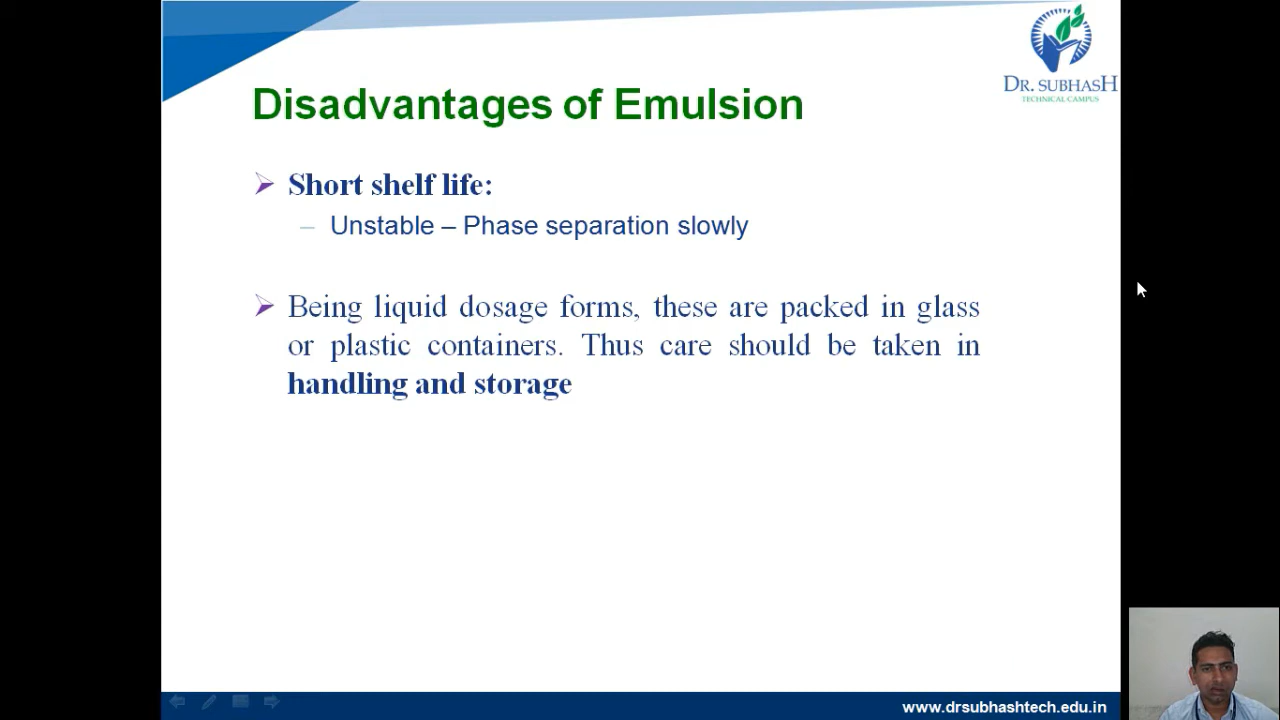 DR. SUBHASH
TECHNICAL CAMPUS
Disadvantages of Emulsion
Short shelf life:
– Unstable – Phase separation slowly
Being liquid dosage forms, these are packed in glass
or plastic containers. Thus care should be taken in
handling and storage
www.drsubhashtech.edu.in